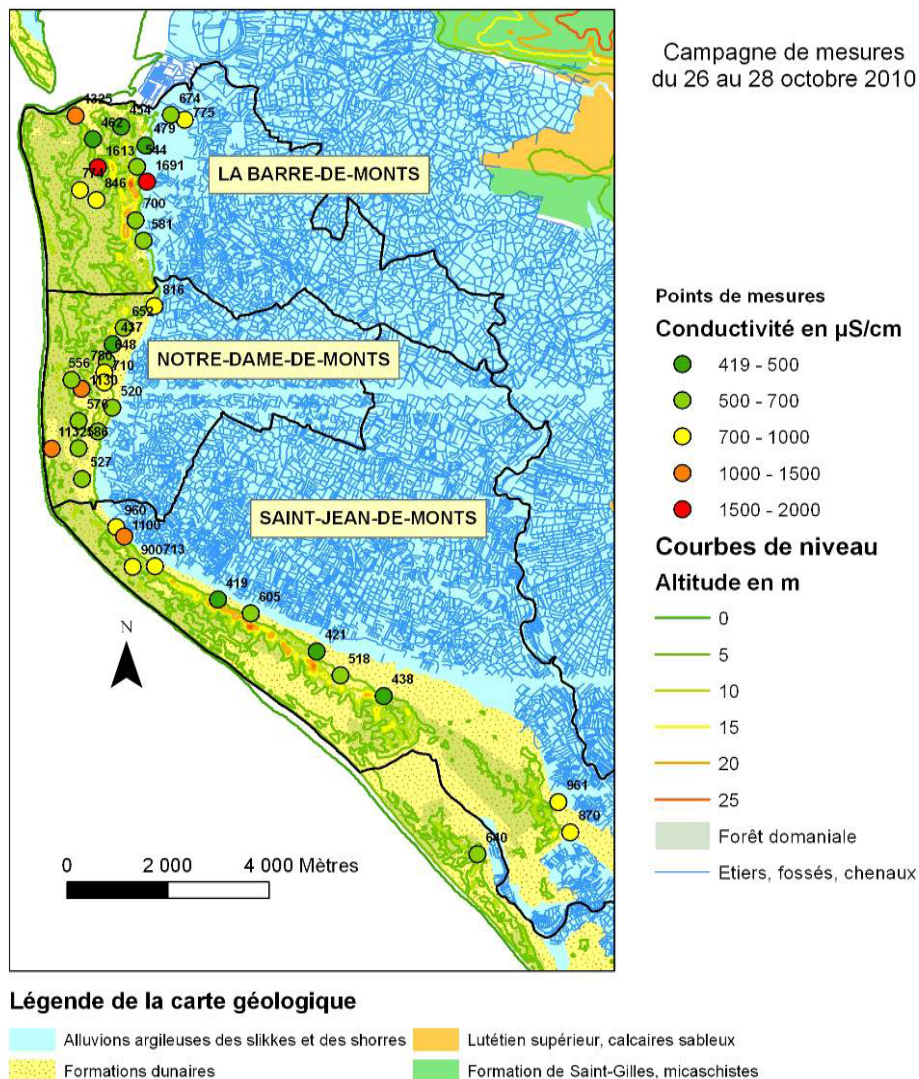 Campagne de mesures
du 26 au 28 octobre 2010
1325
454
674
462
479
775
1613
544
774
846
1691
LA BARRE-DE-MONTS
700
581
816
652
437
648
NOTRE-DAME-DE-MONTS
780
556
710
1130
520
576
1132
586
527
SAINT-JEAN-DE-MONTS
960
1100
900
713
419
605
421
518
438
961
870
640
N
0 2 000 4 000 Mètres
Points de mesures
Conductivité en µS/cm
419 - 500
500 - 700
700 - 1000
1000 - 1500
1500 - 2000
Courbes de niveau
Altitude en m
0
5
10
15
20
25
Forêt domaniale
Etiers, fossés, chenaux
Légende de la carte géologique
Alluvions argileuses des slikkes et des shorres
Lutétien supérieur, calcaires sableux
Formations dunaires
Formation de Saint-Gilles, micaschistes